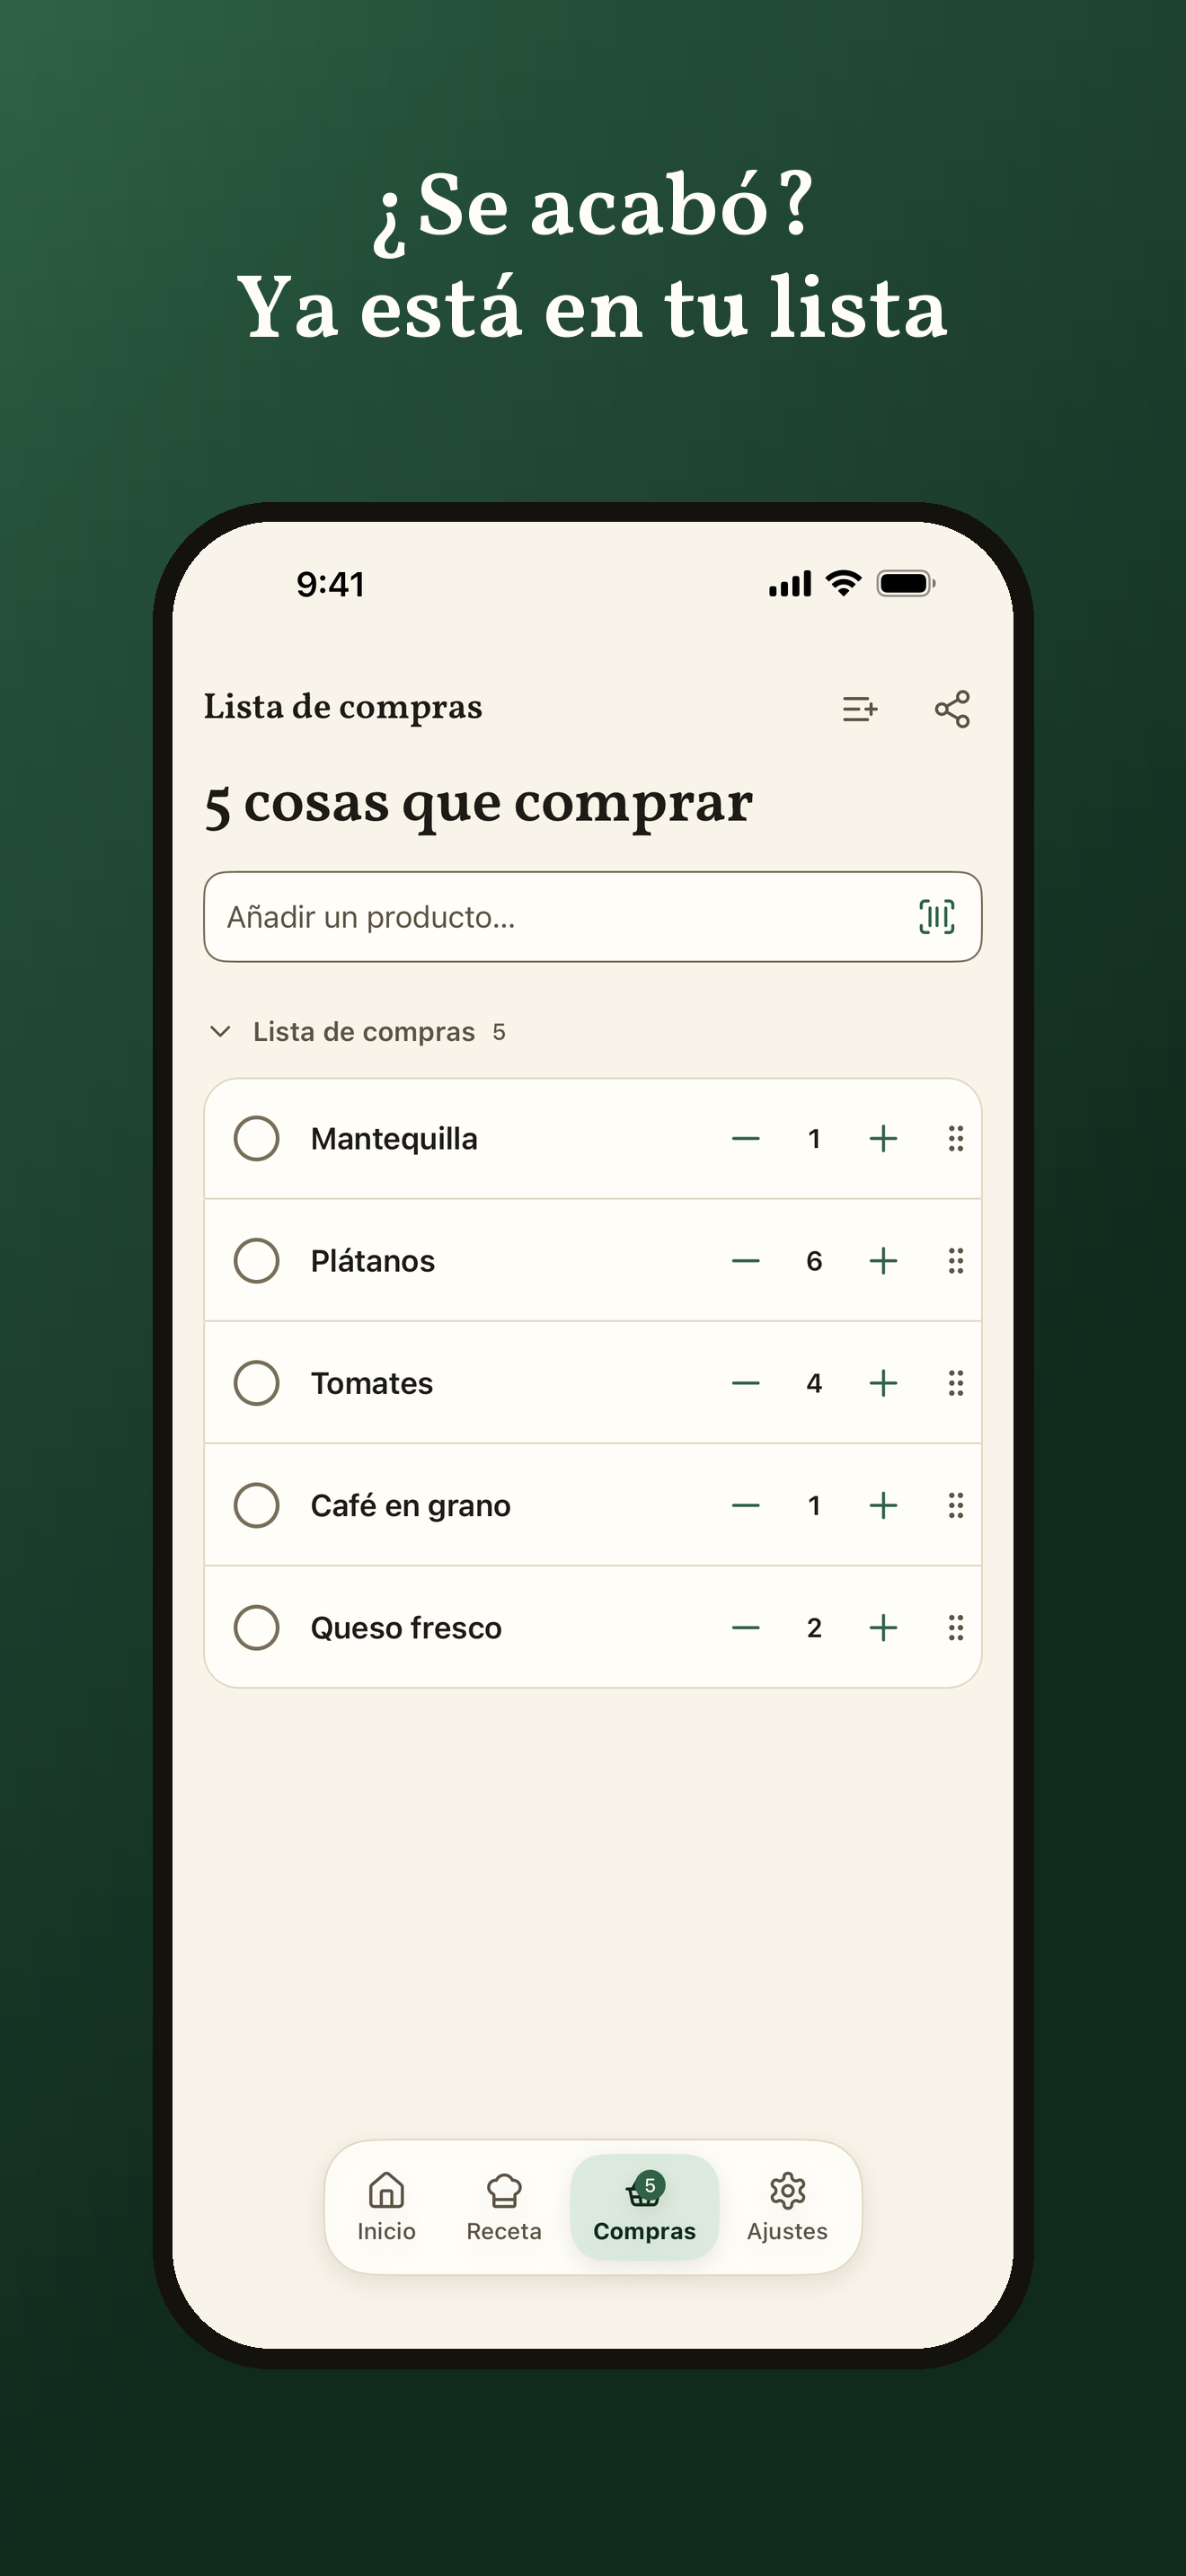 ¿Se acabó?
Ya está en tu lista
9:41
Lista de compras
5 cosas que comprar
Añadir un producto...
Lista de compras 5
Mantequilla 1
Plátanos 6
Tomates 4
Café en grano 1
Queso fresco 2
5
Inicio Receta Compras Ajustes